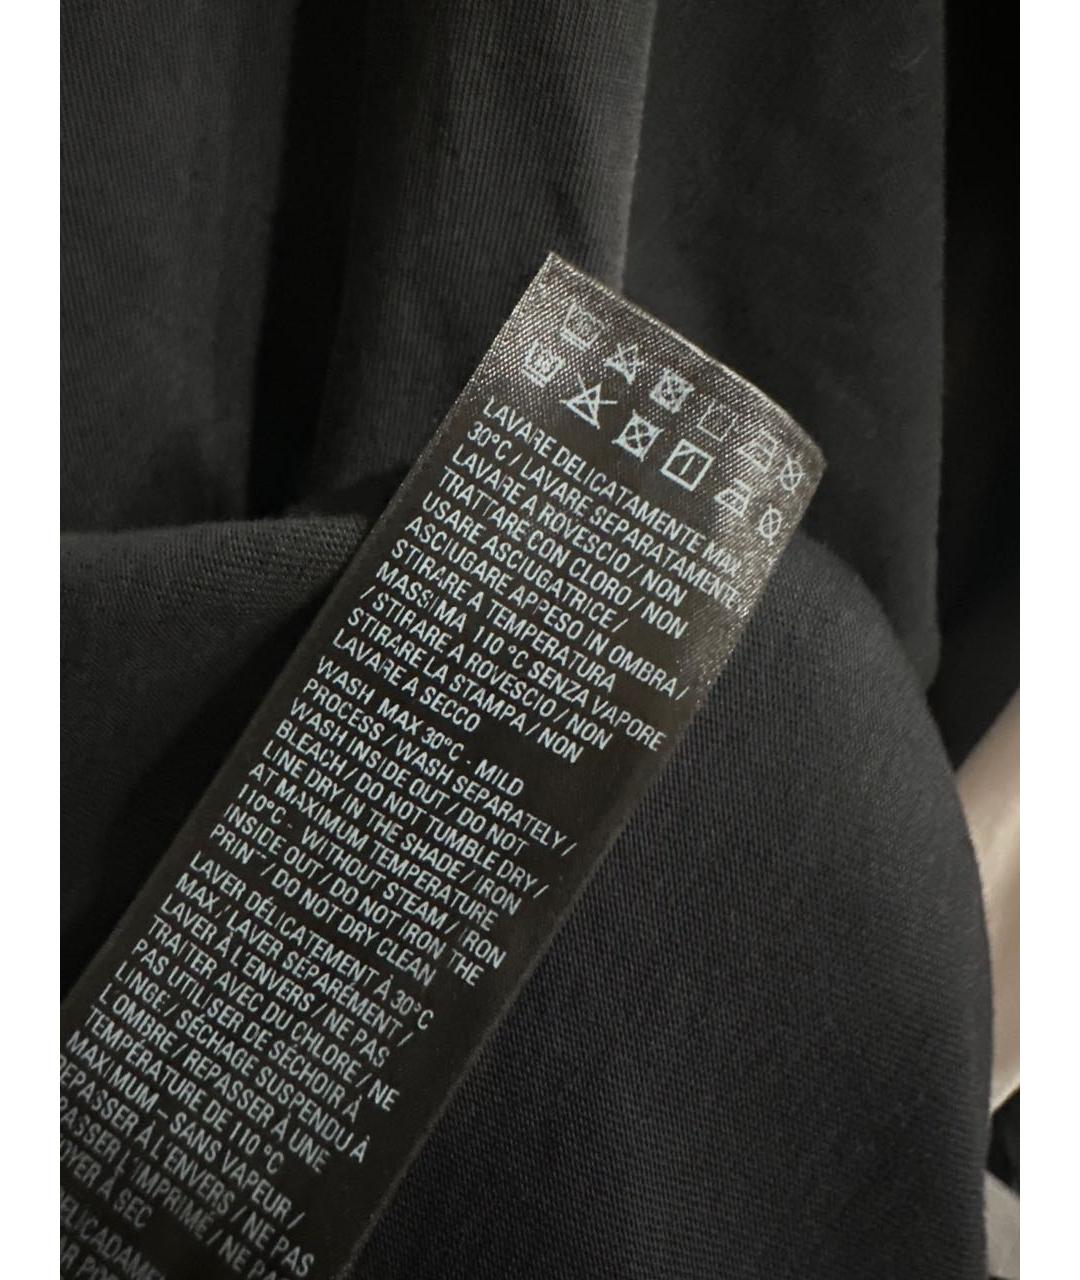 LAVARE DELICATAMENTE MAX
30°C / LAVARE SEPARATAMENTE /
LAVARE A ROVESCIO / NON
TRATTARE CON CLORO / NON
USARE ASCIUGATRICE /
ASCIUGARE APPESO IN OMBRA /
STIRARE A TEMPERATURA
MASSIMA 110 °C SENZA VAPORE
/ STIRARE A ROVESCIO / NON
STIRARE LA STAMPA / NON
LAVARE A SECCO
WASH MAX 30°C - MILD
PROCESS / WASH SEPARATELY /
WASH INSIDE OUT / DO NOT
BLEACH / DO NOT TUMBLE DRY /
LINE DRY IN THE SHADE / IRON
AT MAXIMUM TEMPERATURE
110°C - WITHOUT STEAM / IRON
INSIDE OUT / DO NOT IRON THE
PRINT / DO NOT DRY CLEAN
LAVER DÉLICATEMENT À 30°C
MAX / LAVER SEPARÉMENT /
LAVER À L'ENVERS / NE PAS
TRAITER AVEC DU CHLORE / NE
PAS UTILISER DE SECHOIR À
LINGE / SÉCHAGE SUSPENDU À
L'OMBRE / REPASSER À UNE
TEMPÉRATURE DE 110 °C
MAXIMUM – SANS VAPEUR /
REPASSER À L'ENVERS / NE PAS
PASSER L'IMPRIMÉ / NE PAS
OYER À SEC
DELICADAME